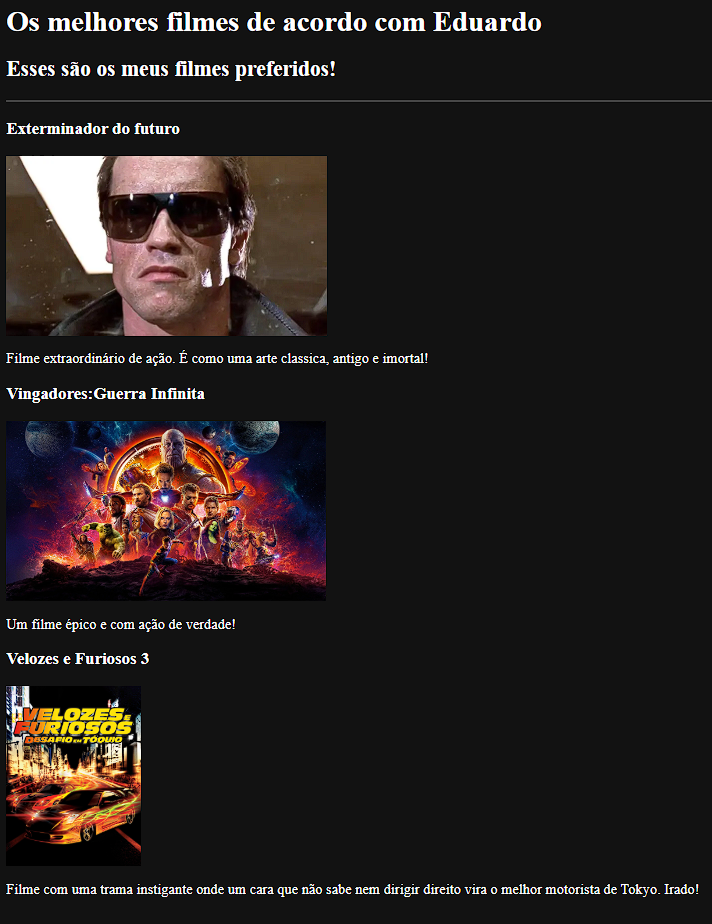 Os melhores filmes de acordo com Eduardo
Esses são os meus filmes preferidos!
Exterminador do futuro
Filme extraordinário de ação. É como uma arte classica, antigo e imortal!
Vingadores:Guerra Infinita
Um filme épico e com ação de verdade!
Velozes e Furiosos 3
VELOZES E
FURIOSOS
DESAFIO EM TÓQUIO
Filme com uma trama instigante onde um cara que não sabe nem dirigir direito vira o melhor motorista de Tokyo. Irado!